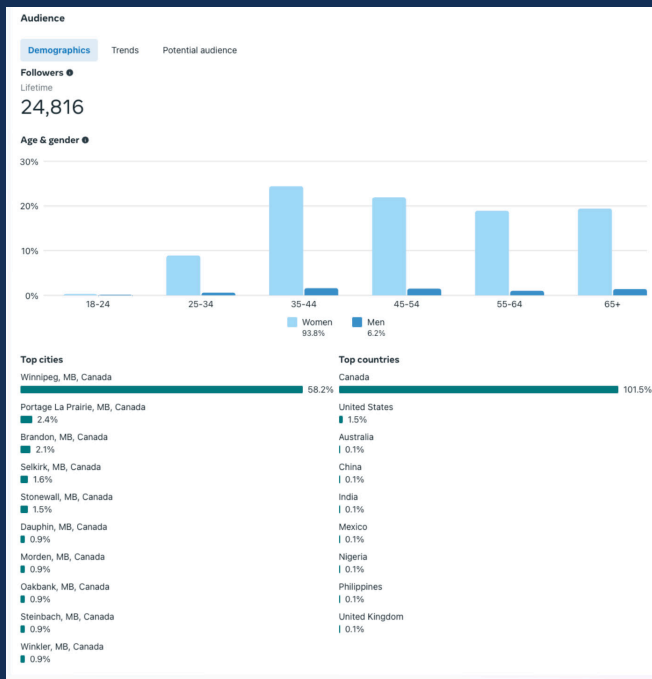 Audience
Demographics Trends Potential audience
Followers
Lifetime
24,816
Age & gender
30%
20%
10%
0%
18-24 25-34 35-44 45-54 55-64 65+
Women Men
93.8% 6.2%
Top cities
Winnipeg, MB, Canada
58.2%
Portage La Prairie, MB, Canada
2.4%
Brandon, MB, Canada
2.1%
Selkirk, MB, Canada
1.6%
Stonewall, MB, Canada
1.5%
Dauphin, MB, Canada
0.9%
Morden, MB, Canada
0.9%
Oakbank, MB, Canada
0.9%
Steinbach, MB, Canada
0.9%
Winkler, MB, Canada
0.9%
Top countries
Canada
101.5%
United States
1.5%
Australia
0.1%
China
0.1%
India
0.1%
Mexico
0.1%
Nigeria
0.1%
Philippines
0.1%
United Kingdom
0.1%